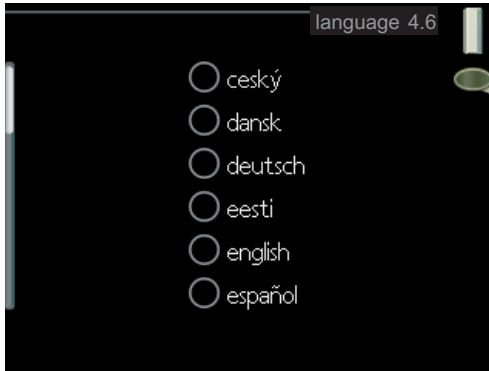 language 4.6
ceský
dansk
deutsch
eesti
english
español